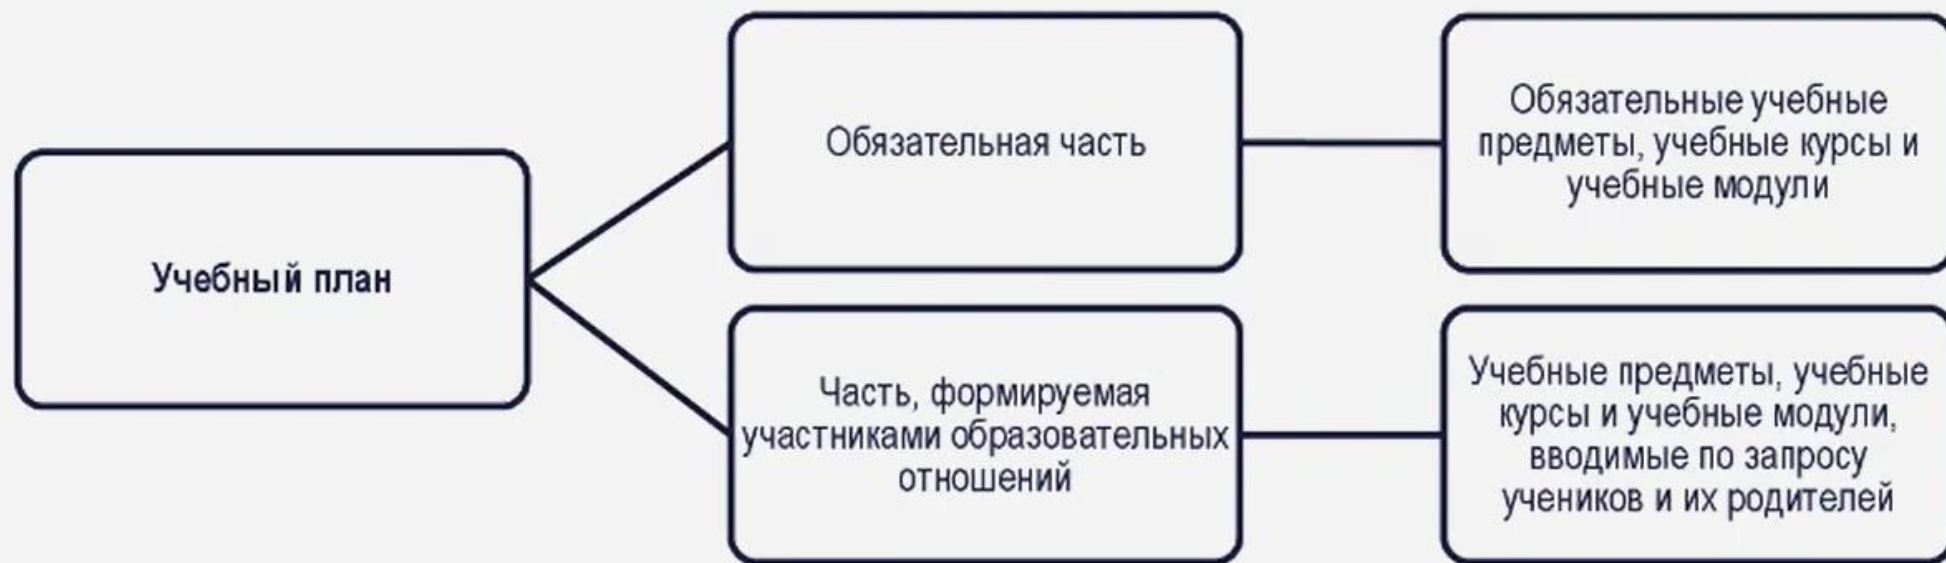 Учебный план
Обязательная часть
Обязательные учебные
предметы, учебные курсы и
учебные модули
Часть, формируемая
участниками образовательных
отношений
Учебные предметы, учебные
курсы и учебные модули,
вводимые по запросу
учеников и их родителей